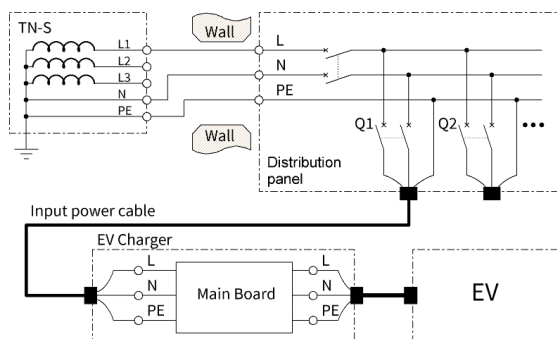 TN-S
L1
L2
L3
N
PE
Wall
Wall
L
N
PE
Q1
Q2
Distribution
panel
Input power cable
EV Charger
L
N
PE
Main Board
L
N
PE
EV